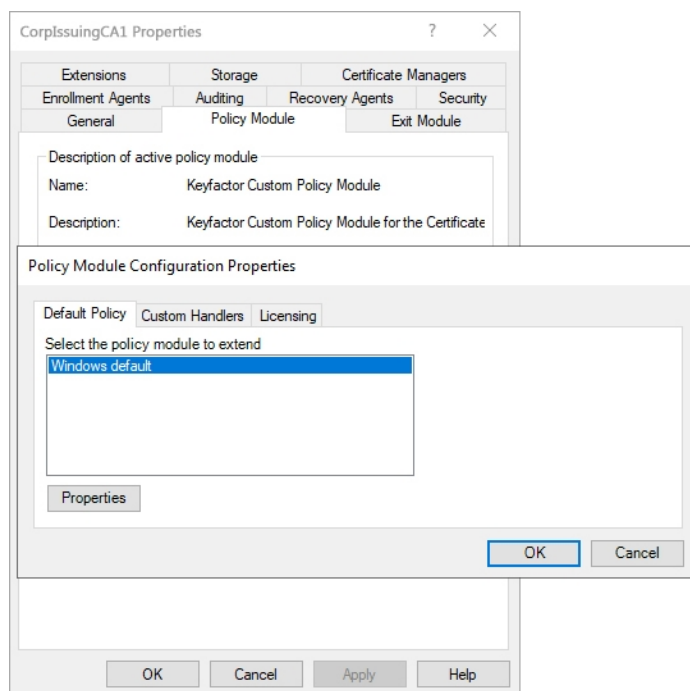 CorpIssuingCA1 Properties ?
Extensions Storage Certificate Managers
Enrollment Agents Auditing Recovery Agents Security
General Policy Module Exit Module
Description of active policy module
Name: Keyfactor Custom Policy Module
Description: Keyfactor Custom Policy Module for the Certificate
Policy Module Configuration Properties
Default Policy Custom Handlers Licensing
Select the policy module to extend
Windows default
Properties
OK Cancel
OK Cancel Apply Help